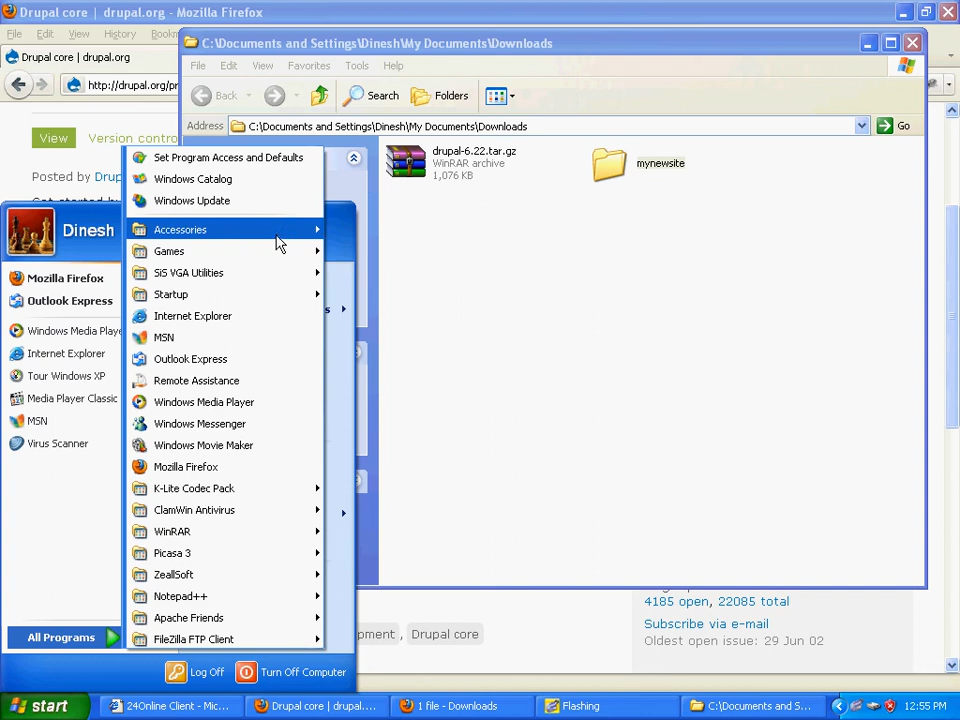 Drupal core | drupal.org - Mozilla Firefox
File Edit View History Bookm
Drupal core | drupal.org
http://drupal.org/pr
View Version contro
Posted by Drup
C:\Documents and Settings\Dinesh\My Documents\Downloads
File Edit View Favorites Tools Help
Back Search Folders
Address C:\Documents and Settings\Dinesh\My Documents\Downloads Go
drupal-6.22.tar.gz
WinRAR archive
1,076 KB
mynewsite
Dinesh
Mozilla Firefox
Outlook Express
Windows Media Playe
Internet Explorer
Tour Windows XP
Media Player Classic
MSN
Virus Scanner
All Programs
Set Program Access and Defaults
Windows Catalog
Windows Update
Accessories
Games
SiS VGA Utilities
Startup
Internet Explorer
MSN
Outlook Express
Remote Assistance
Windows Media Player
Windows Messenger
Windows Movie Maker
Mozilla Firefox
K-Lite Codec Pack
ClamWin Antivirus
WinRAR
Picasa 3
ZeallSoft
Notepad++
Apache Friends
FileZilla FTP Client
Log Off Turn Off Computer
pment , Drupal core
4185 open, 22085 total
Subscribe via e-mail
Oldest open issue: 29 Jun 02
start 24Online Client - Mic... Drupal core | drupal.... 1 file - Downloads Flashing C:\Documents and S... 12:55 PM